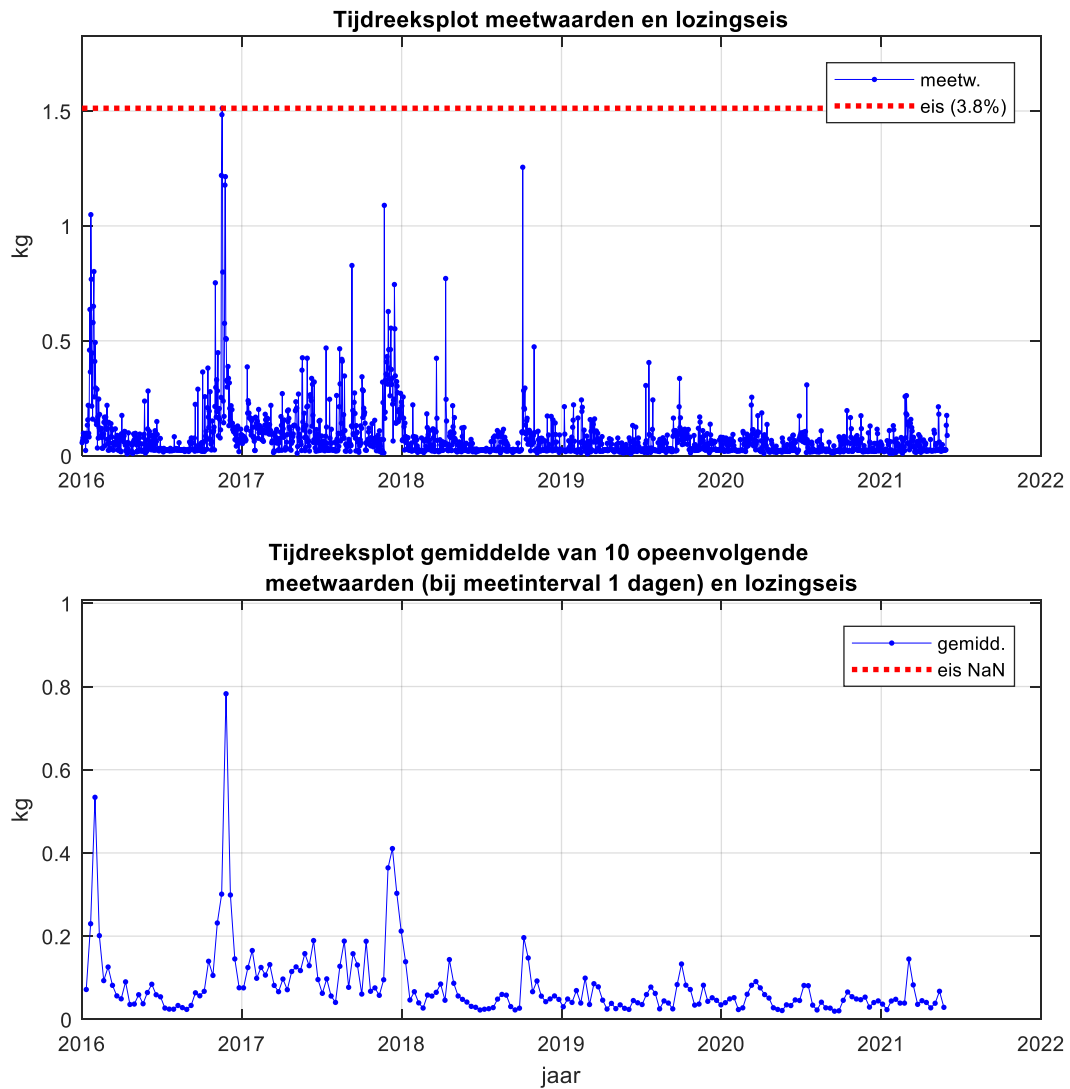 Tijdreeksplot meetwaarden en lozingseis
meetw.
eis (3.8%)
1.5
1
0.5
0
kg
2016 2017 2018 2019 2020 2021 2022
Tijdreeksplot gemiddelde van 10 opeenvolgende
meetwaarden (bij meetinterval 1 dagen) en lozingseis
gemidd.
eis NaN
1
0.8
0.6
0.4
0.2
0
kg
2016 2017 2018 2019 2020 2021 2022
jaar